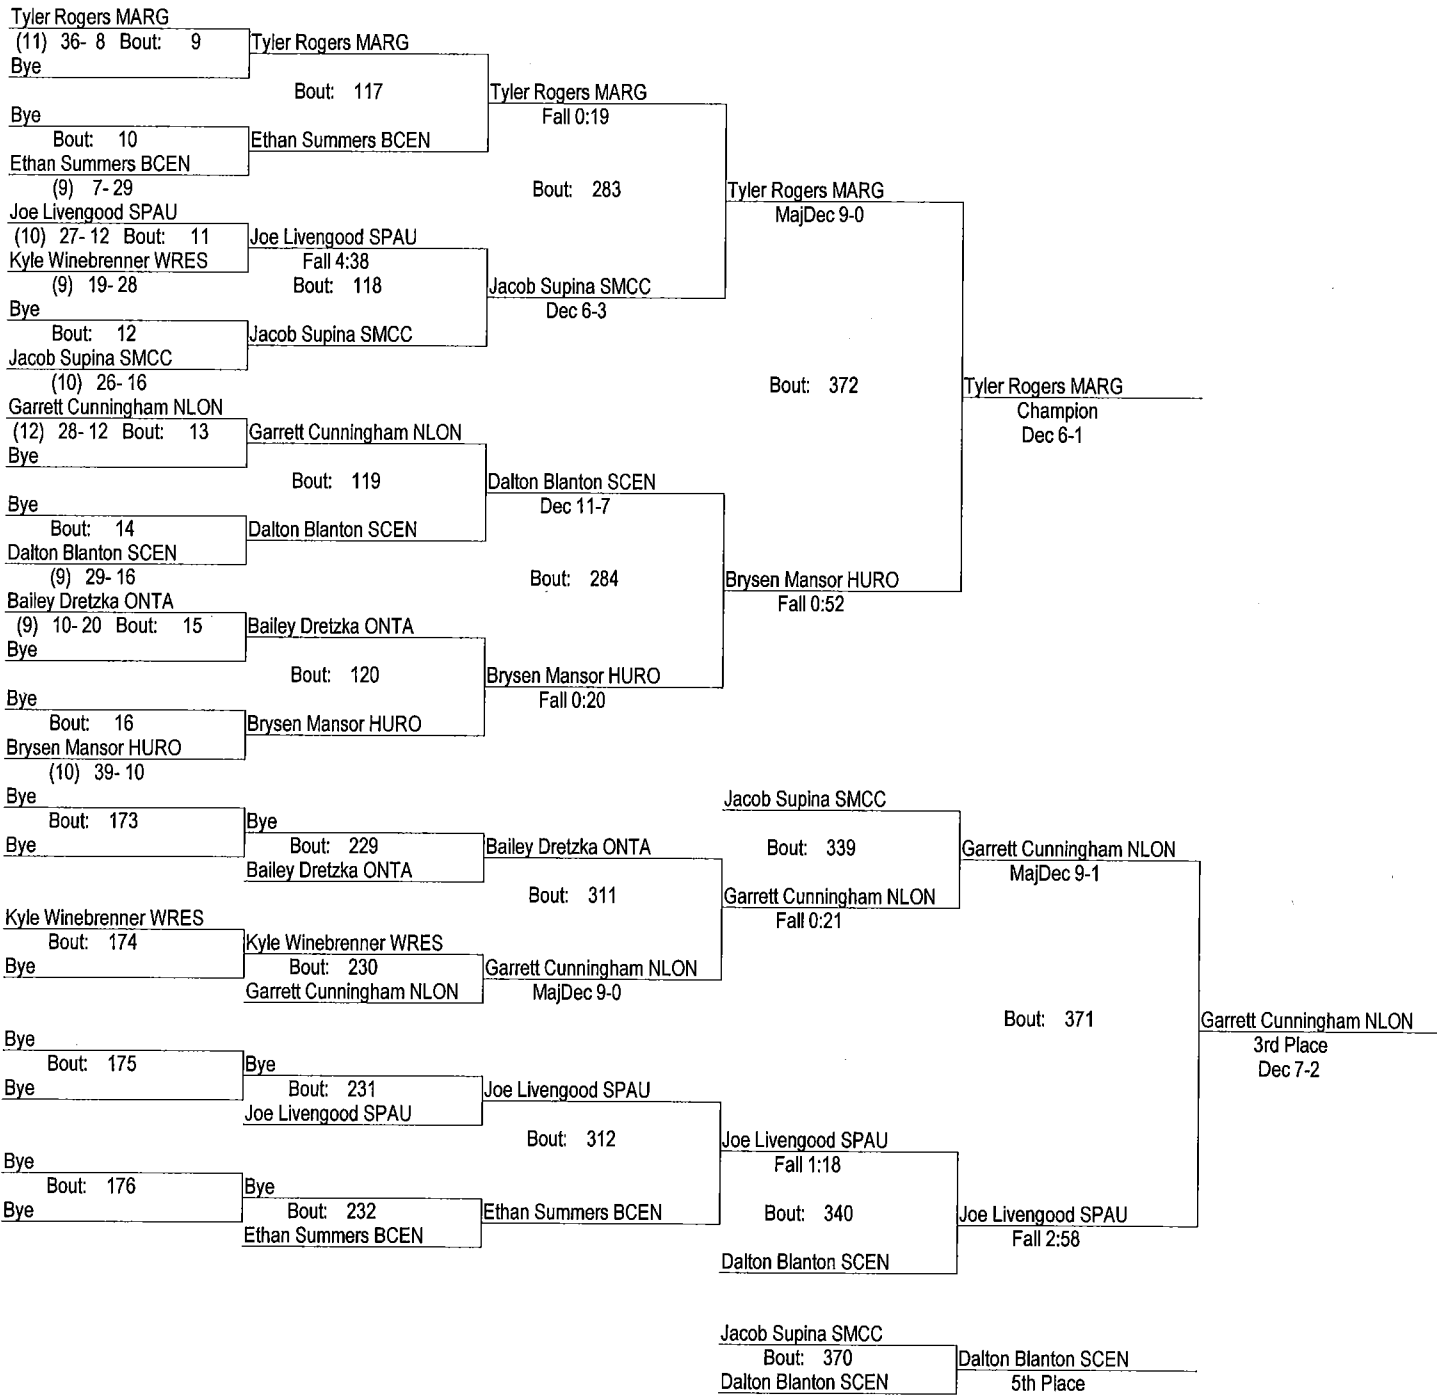 Tyler Rogers MARG
(11) 36- 8 Bout: 9
Bye
Tyler Rogers MARG
Bout: 117
Bye
Bout: 10
Ethan Summers BCEN
(9) 7- 29
Ethan Summers BCEN
Tyler Rogers MARG
Fall 0:19
Bout: 283
Joe Livengood SPAU
(10) 27- 12 Bout: 11
Kyle Winebrenner WRES
(9) 19- 28
Joe Livengood SPAU
Fall 4:38
Bout: 118
Bye
Bout: 12
Jacob Supina SMCC
(10) 26- 16
Jacob Supina SMCC
Jacob Supina SMCC
Dec 6-3
Tyler Rogers MARG
MajDec 9-0
Bout: 372
Garrett Cunningham NLON
(12) 28- 12 Bout: 13
Bye
Garrett Cunningham NLON
Bout: 119
Bye
Bout: 14
Dalton Blanton SCEN
(9) 29- 16
Dalton Blanton SCEN
Dalton Blanton SCEN
Dec 11-7
Bout: 284
Bailey Dretzka ONTA
(9) 10- 20 Bout: 15
Bye
Bailey Dretzka ONTA
Bout: 120
Bye
Bout: 16
Brysen Mansor HURO
(10) 39- 10
Brysen Mansor HURO
Brysen Mansor HURO
Fall 0:20
Brysen Mansor HURO
Fall 0:52
Tyler Rogers MARG
Champion
Dec 6-1
Bye
Bout: 173
Bye
Bye
Bout: 229
Bailey Dretzka ONTA
Bailey Dretzka ONTA
Bout: 311
Kyle Winebrenner WRES
Bout: 174
Bye
Kyle Winebrenner WRES
Bout: 230
Garrett Cunningham NLON
Garrett Cunningham NLON
MajDec 9-0
Jacob Supina SMCC
Bout: 339
Garrett Cunningham NLON
Fall 0:21
Garrett Cunningham NLON
MajDec 9-1
Bout: 371
Bye
Bout: 175
Bye
Bye
Bout: 231
Joe Livengood SPAU
Joe Livengood SPAU
Bout: 312
Bye
Bout: 176
Bye
Bye
Bout: 232
Ethan Summers BCEN
Ethan Summers BCEN
Joe Livengood SPAU
Fall 1:18
Bout: 340
Dalton Blanton SCEN
Joe Livengood SPAU
Fall 2:58
Garrett Cunningham NLON
3rd Place
Dec 7-2
Jacob Supina SMCC
Bout: 370
Dalton Blanton SCEN
Dalton Blanton SCEN
5th Place